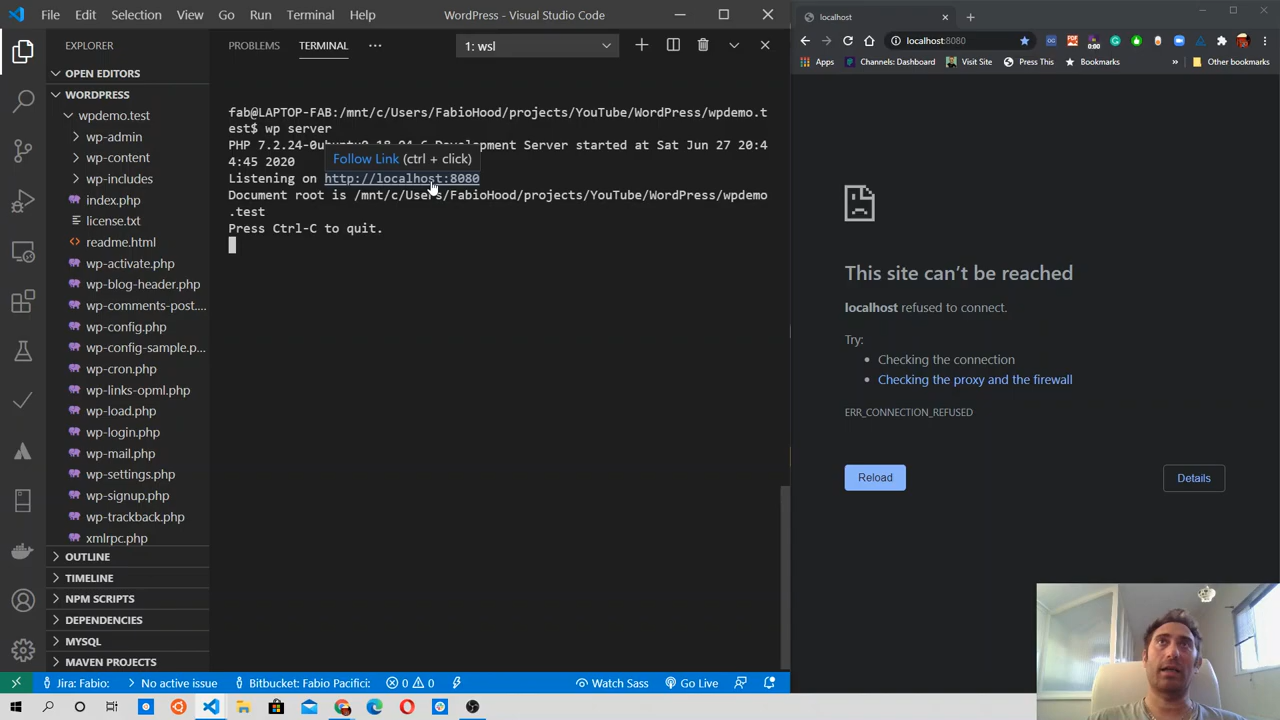 File Edit Selection View Go Run Terminal Help
WordPress - Visual Studio Code
EXPLORER
OPEN EDITORS
WORDPRESS
wpdemo.test
wp-admin
wp-content
wp-includes
index.php
license.txt
readme.html
wp-activate.php
wp-blog-header.php
wp-comments-post....
wp-config.php
wp-config-sample.p...
wp-cron.php
wp-links-opml.php
wp-load.php
wp-login.php
wp-mail.php
wp-settings.php
wp-signup.php
wp-trackback.php
xmlrpc.php
OUTLINE
TIMELINE
NPM SCRIPTS
DEPENDENCIES
MYSQL
MAVEN PROJECTS
PROBLEMS TERMINAL ... 1: wsl
fab@LAPTOP-FAB:/mnt/c/Users/FabioHood/projects/YouTube/WordPress/wpdemo.t
est$ wp server
PHP 7.2.24-0ubuntu0.18.04.6 Development Server started at Sat Jun 27 20:4
4:45 2020
Follow Link (ctrl + click)
Listening on http://localhost:8080
Document root is /mnt/c/Users/FabioHood/projects/YouTube/WordPress/wpdemo
.test
Press Ctrl-C to quit.
Jira: Fabio: No active issue Bitbucket: Fabio Pacifici: 0 0 Watch Sass Go Live
localhost
localhost:8080
0:00
Apps Channels: Dashboard Visit Site Press This Bookmarks » Other bookmarks
This site can’t be reached
localhost refused to connect.
Try:
• Checking the connection
• Checking the proxy and the firewall
ERR_CONNECTION_REFUSED
Reload
Details